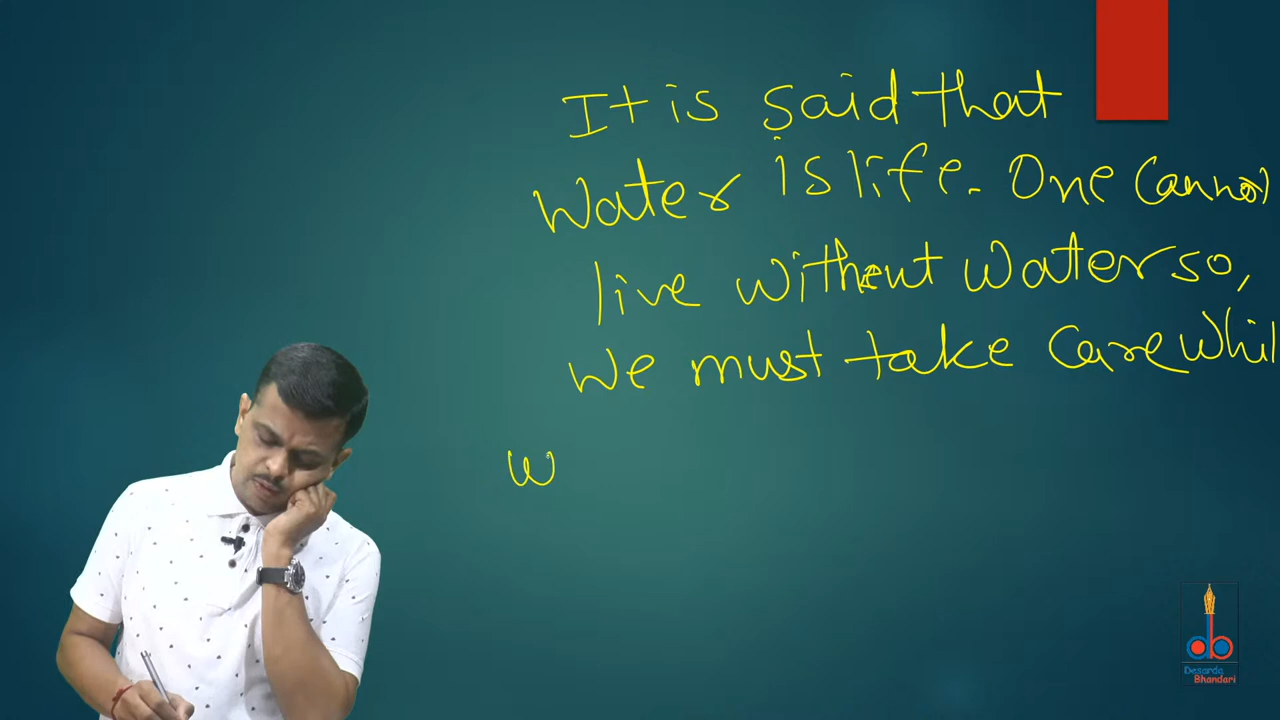 It is said that
Water is life. One cannot
live without water so,
We must take care whil
w
Desarda
Bhandari